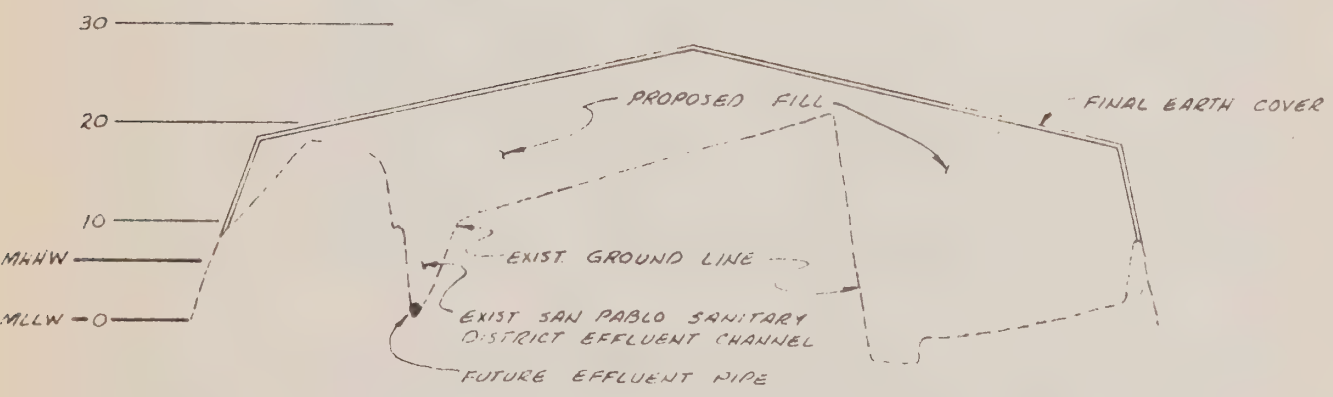 30
PROPOSED FILL
FINAL EARTH COVER
20
10
MHHW
EXIST. GROUND LINE
MLLW 0
EXIST SAN PABLO SANITARY
DISTRICT EFFLUENT CHANNEL
FUTURE EFFLUENT PIPE